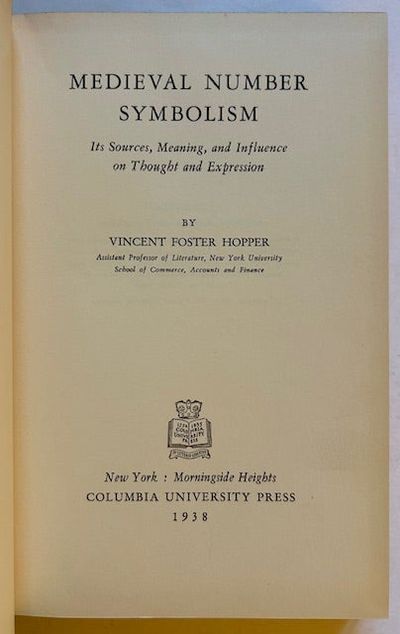 MEDIEVAL NUMBER
SYMBOLISM
Its Sources, Meaning, and Influence
on Thought and Expression
BY
VINCENT FOSTER HOPPER
Assistant Professor of Literature, New York University
School of Commerce, Accounts and Finance
New York : Morningside Heights
COLUMBIA UNIVERSITY PRESS
1938